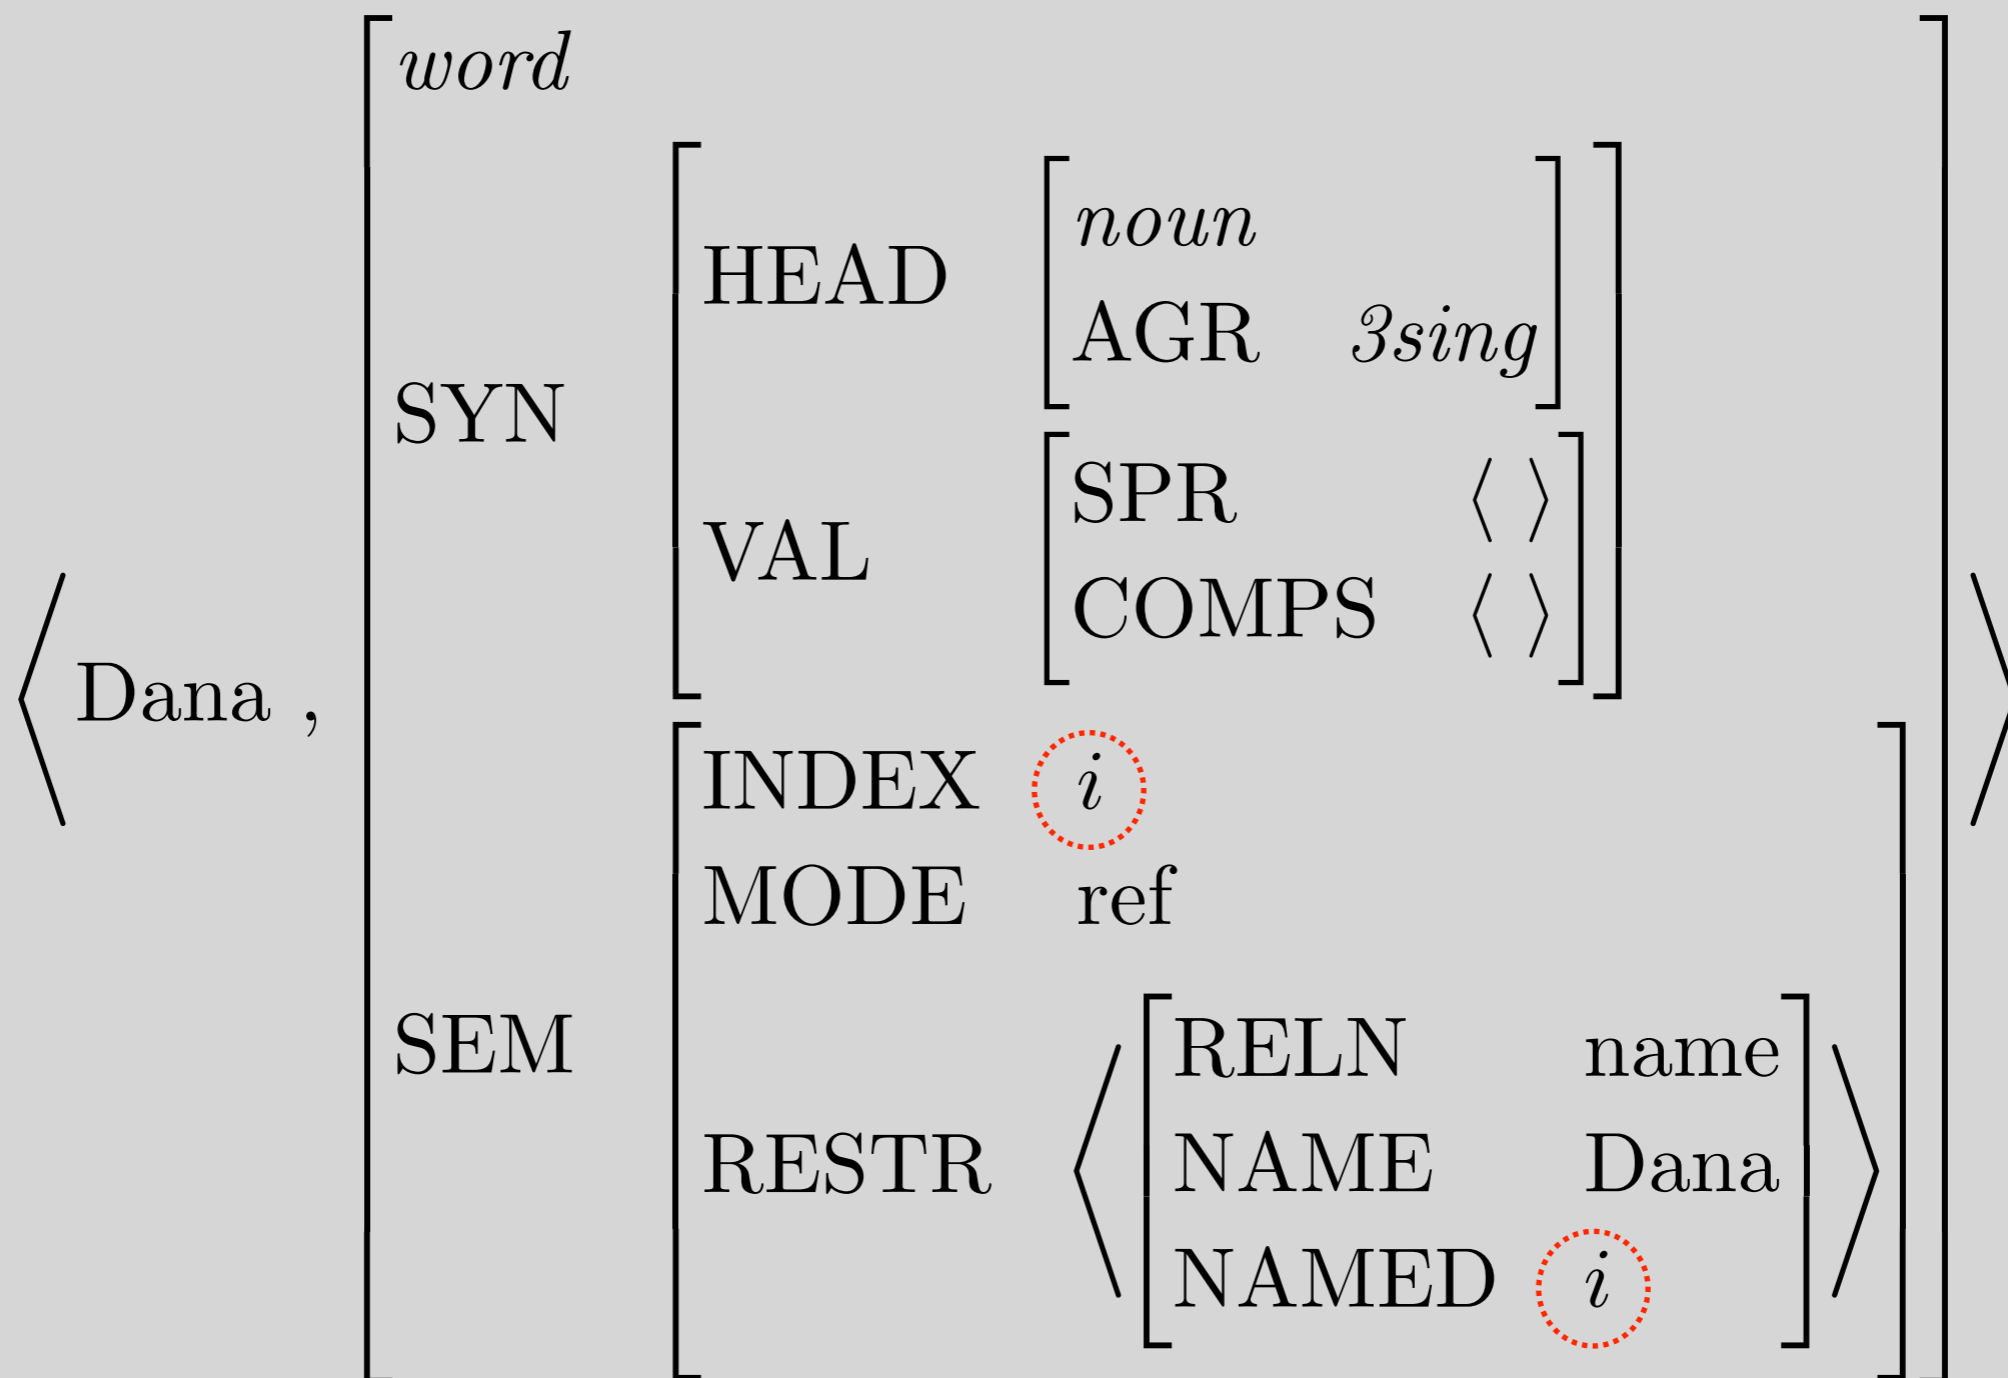 word
noun
HEAD
AGR 3sing
SYN
SPR ⟨ ⟩
VAL
COMPS ⟨ ⟩
⟨ Dana , ⟩
INDEX i
MODE ref
SEM
RELN name
RESTR ⟨ NAME Dana ⟩
NAMED i